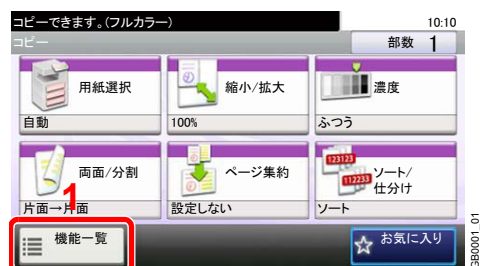 コピーできます。(フルカラー)
10:10
コピー
部数 1
用紙選択
自動
縮小/拡大
100%
濃度
ふつう
両面/分割
片面→片面
ページ集約
設定しない
123123
112233
ソート/
仕分け
ソート
1
機能一覧
お気に入り
GB0001_01